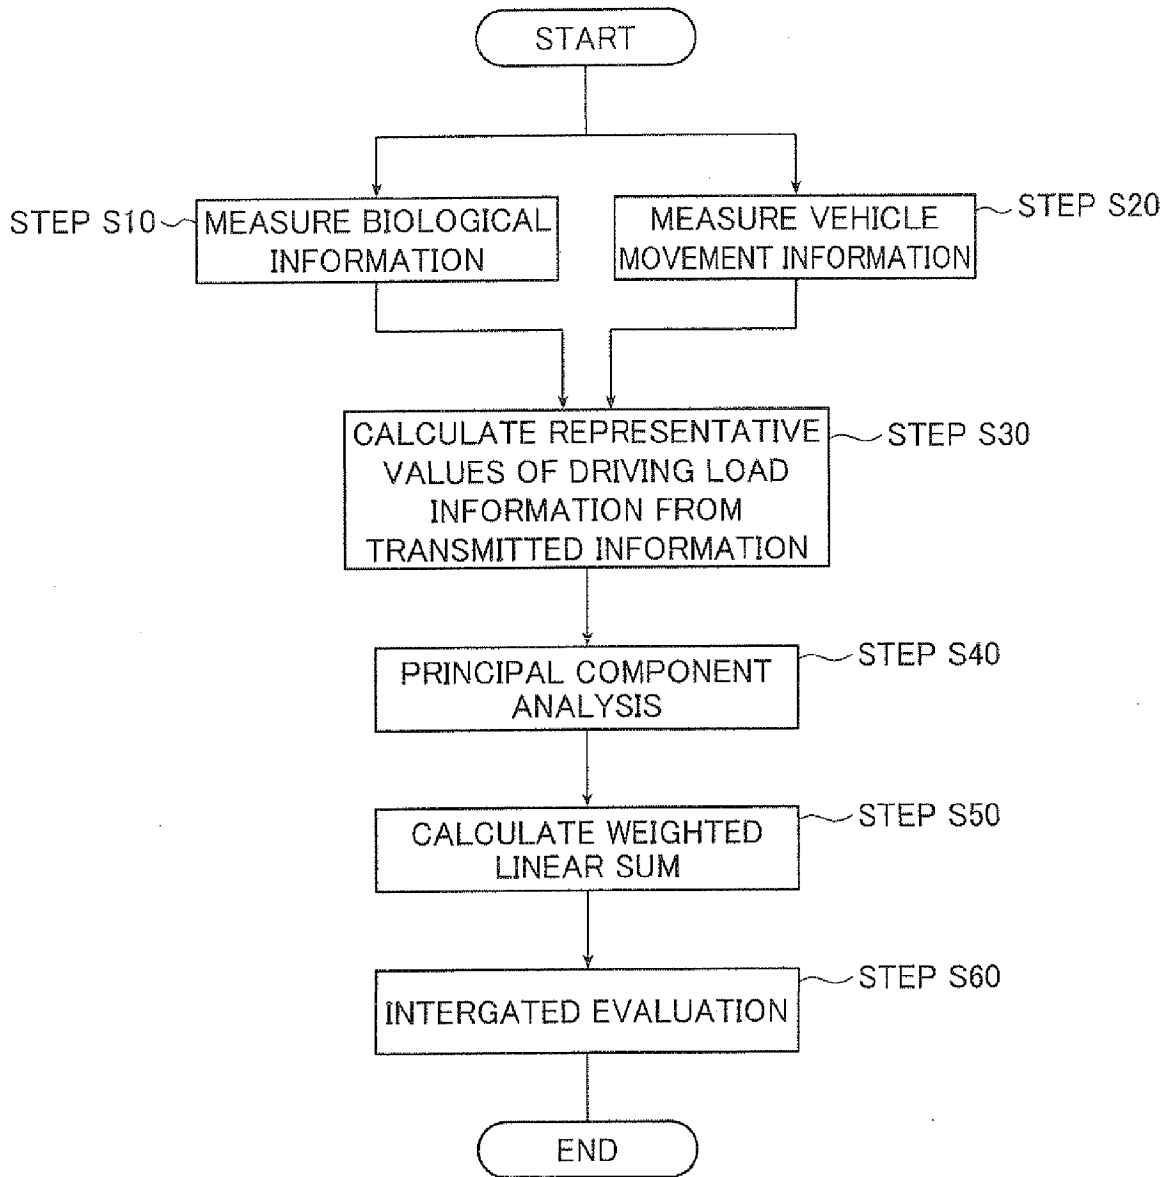 START
STEP S10
MEASURE BIOLOGICAL
INFORMATION
MEASURE VEHICLE
MOVEMENT INFORMATION
STEP S20
CALCULATE REPRESENTATIVE
VALUES OF DRIVING LOAD
INFORMATION FROM
TRANSMITTED INFORMATION
STEP S30
PRINCIPAL COMPONENT
ANALYSIS
STEP S40
CALCULATE WEIGHTED
LINEAR SUM
STEP S50
INTERGATED EVALUATION
STEP S60
END